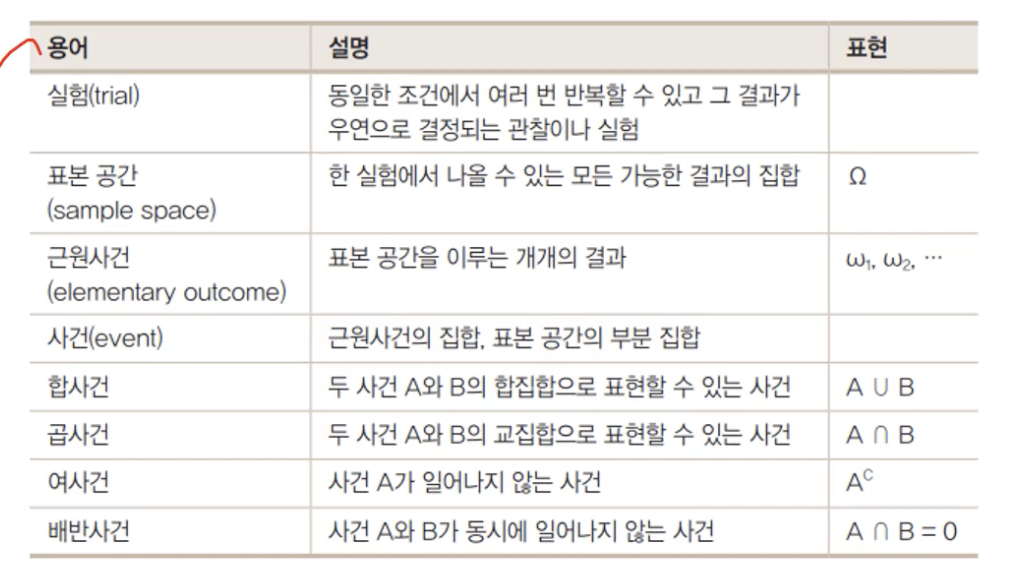 용어 설명 표현
실험(trial) 동일한 조건에서 여러 번 반복할 수 있고 그 결과가
우연으로 결정되는 관찰이나 실험
표본 공간 한 실험에서 나올 수 있는 모든 가능한 결과의 집합 Ω
(sample space)
근원사건 표본 공간을 이루는 개개의 결과 ω₁, ω₂, ⋯
(elementary outcome)
사건(event) 근원사건의 집합, 표본 공간의 부분 집합
합사건 두 사건 A와 B의 합집합으로 표현할 수 있는 사건 A ∪ B
곱사건 두 사건 A와 B의 교집합으로 표현할 수 있는 사건 A ∩ B
여사건 사건 A가 일어나지 않는 사건 Aᶜ
배반사건 사건 A와 B가 동시에 일어나지 않는 사건 A ∩ B = 0